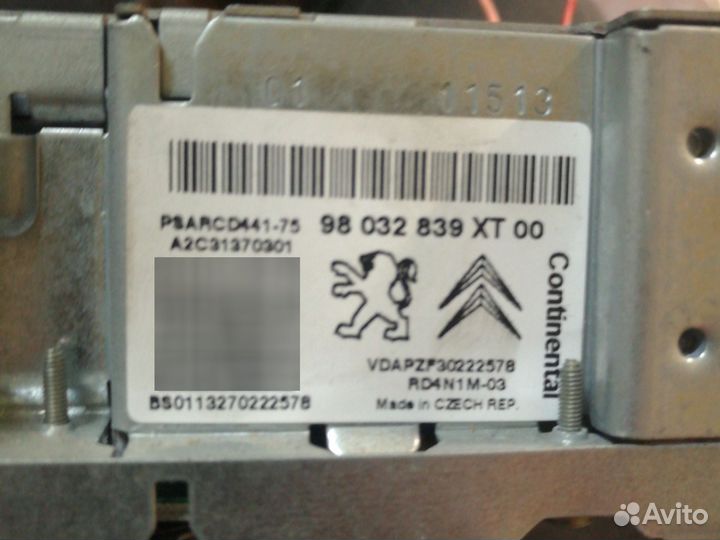 01 11513
PSARCD441-75 98 032 839 XT 00
A2C31370301
Continental
VDAPZF30222578
RD4N1M-03
BS0113270222578 Made in CZECH REP.
Avito